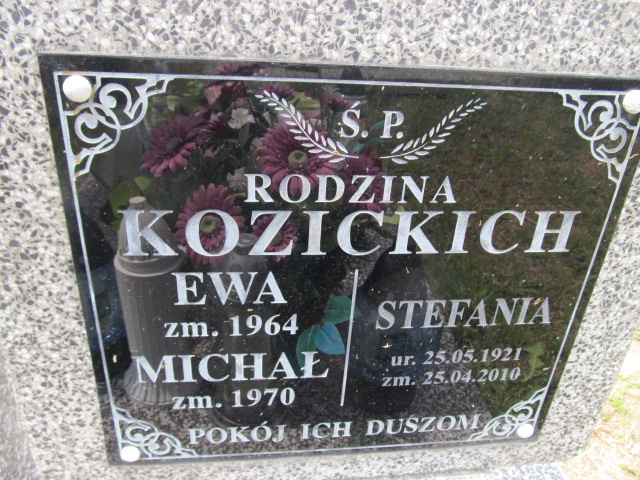 Ś. P.
RODZINA
KOZICKICH
EWA
zm. 1964
MICHAŁ
zm. 1970
STEFANIA
ur. 25.05.1921
zm. 25.04.2010
POKÓJ ICH DUSZOM